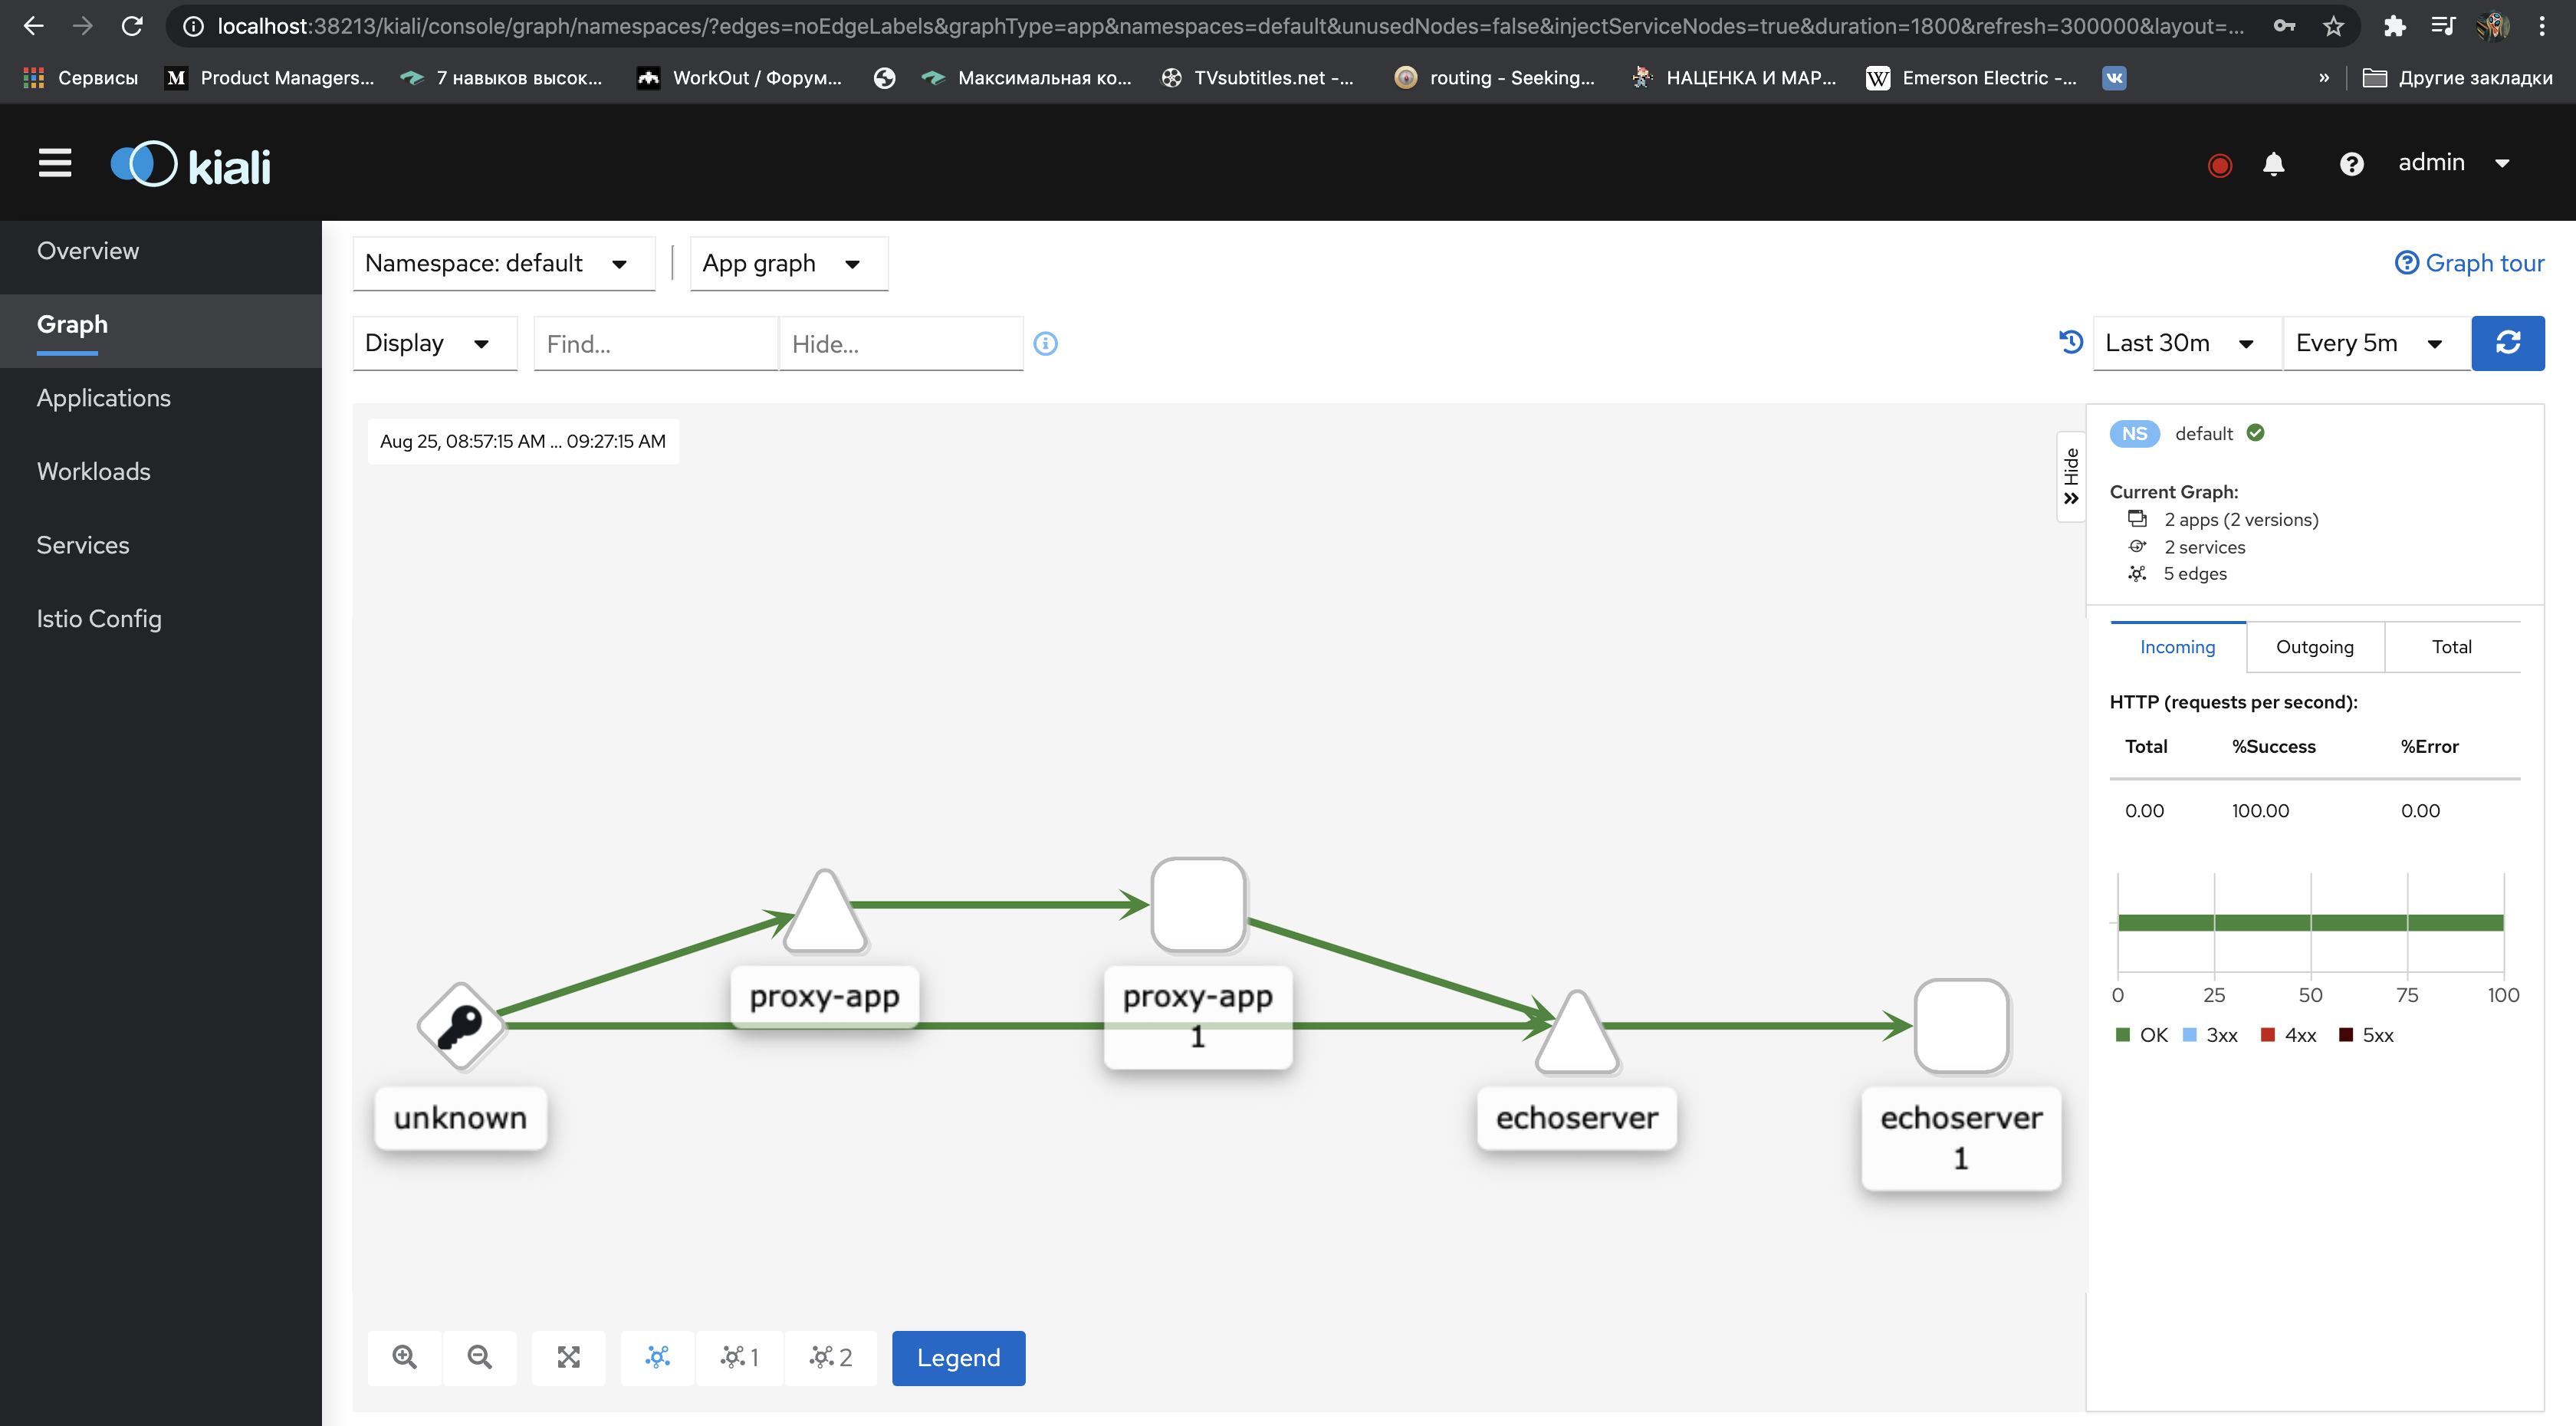 localhost:38213/kiali/console/graph/namespaces/?edges=noEdgeLabels&graphType=app&namespaces=default&unusedNodes=false&injectServiceNodes=true&duration=1800&refresh=300000&layout=...
Сервисы
M Product Managers...
7 навыков высок...
WorkOut / Форум...
Максимальная ко...
TVsubtitles.net -...
routing - Seeking...
НАЦЕНКА И МАР...
W Emerson Electric -...
»
Другие закладки
kiali
admin
Overview
Graph
Applications
Workloads
Services
Istio Config
Namespace: default
App graph
Graph tour
Display
Find...
Hide...
Last 30m
Every 5m
Aug 25, 08:57:15 AM ... 09:27:15 AM
Hide
NS default
Current Graph:
2 apps (2 versions)
2 services
5 edges
Incoming Outgoing Total
HTTP (requests per second):
Total %Success %Error
0.00 100.00 0.00
0 25 50 75 100
OK 3xx 4xx 5xx
proxy-app
proxy-app
1
unknown
echoserver
echoserver
1
1
2
Legend